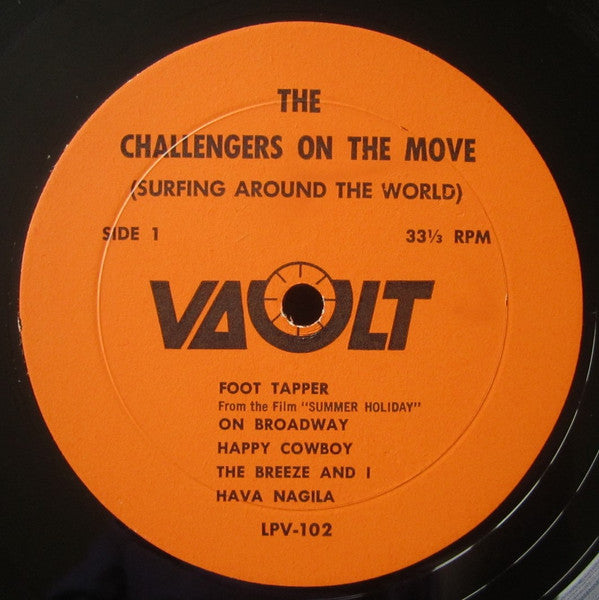 THE
CHALLENGERS ON THE MOVE
(SURFING AROUND THE WORLD)
SIDE 1 33⅓ RPM
VAULT
FOOT TAPPER
From the Film "SUMMER HOLIDAY"
ON BROADWAY
HAPPY COWBOY
THE BREEZE AND I
HAVA NAGILA
LPV-102